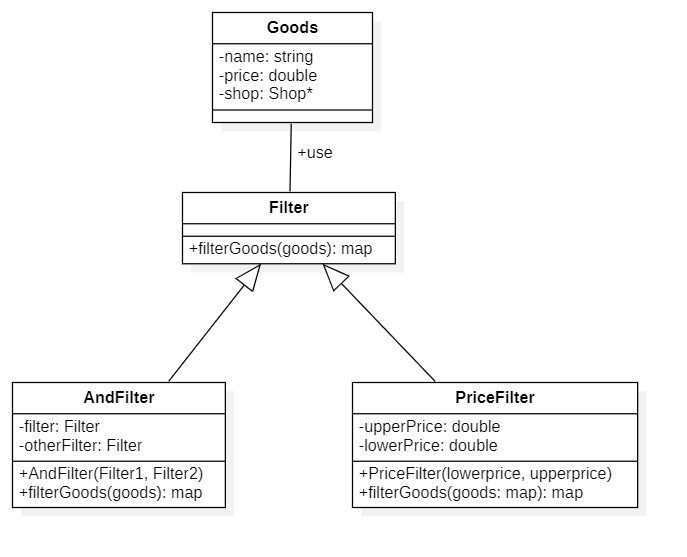 Goods
-name: string
-price: double
-shop: Shop*
+use
Filter
+filterGoods(goods): map
AndFilter
-filter: Filter
-otherFilter: Filter
+AndFilter(Filter1, Filter2)
+filterGoods(goods): map
PriceFilter
-upperPrice: double
-lowerPrice: double
+PriceFilter(lowerprice, upperprice)
+filterGoods(goods: map): map